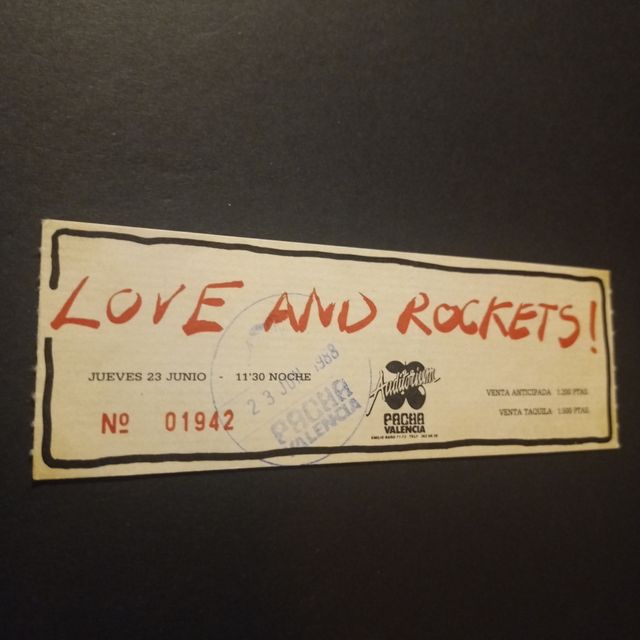 LOVE AND ROCKETS!
JUEVES 23 JUNIO - 11'30 NOCHE
Nº 01942
23 JUN. 1988
PACHA
VALENCIA
Auditorium
PACHA
VALENCIA
VENTA ANTICIPADA 1.200 PTAS.
VENTA TAQUILLA 1.500 PTAS.